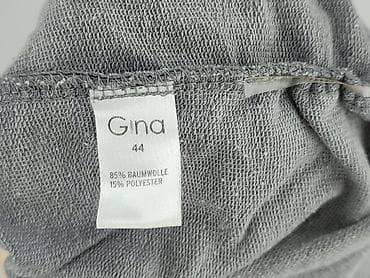 Gina
44
85% BAUMWOLLE
15% POLYESTER